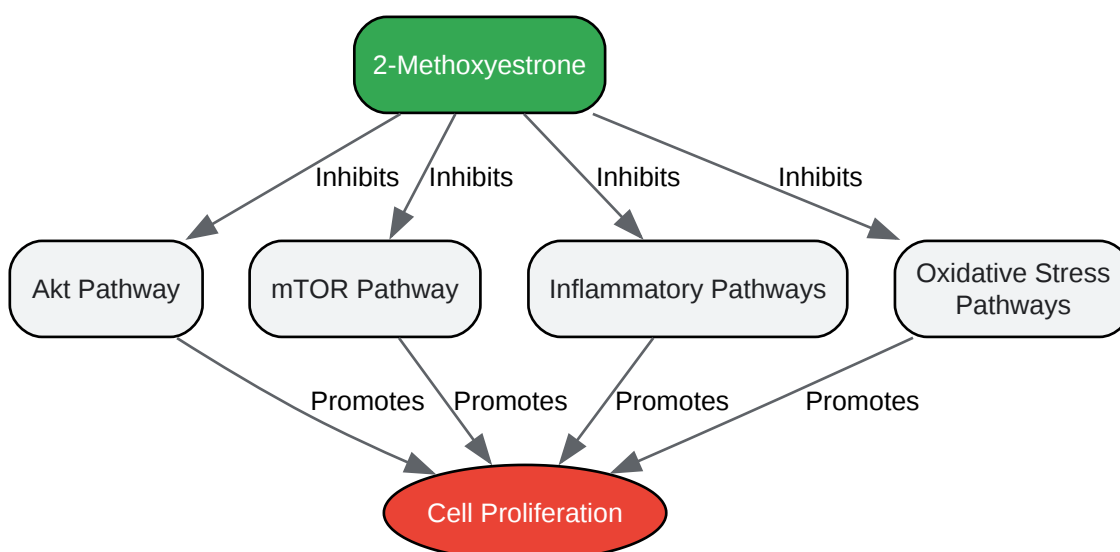 2-Methoxyestrone
Inhibits
Inhibits
Inhibits
Inhibits
Akt Pathway
mTOR Pathway
Inflammatory Pathways
Oxidative Stress
Pathways
Promotes
Promotes
Promotes
Promotes
Cell Proliferation